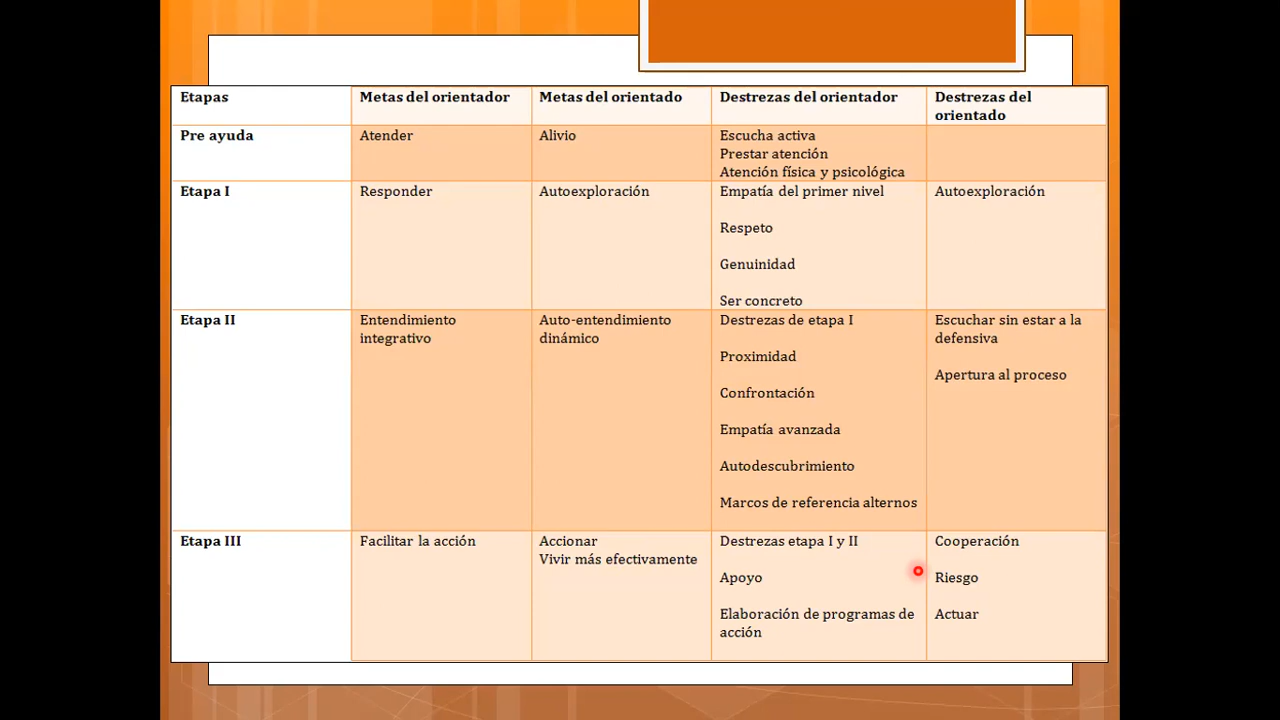 Etapas
Metas del orientador
Metas del orientado
Destrezas del orientador
Destrezas del
orientado
Pre ayuda
Atender
Alivio
Escucha activa
Prestar atención
Atención física y psicológica
Etapa I
Responder
Autoexploración
Empatía del primer nivel
Respeto
Genuinidad
Ser concreto
Autoexploración
Etapa II
Entendimiento
integrativo
Auto-entendimiento
dinámico
Destrezas de etapa I
Proximidad
Confrontación
Empatía avanzada
Autodescubrimiento
Marcos de referencia alternos
Escuchar sin estar a la
defensiva
Apertura al proceso
Etapa III
Facilitar la acción
Accionar
Vivir más efectivamente
Destrezas etapa I y II
Apoyo
Elaboración de programas de
acción
Cooperación
Riesgo
Actuar